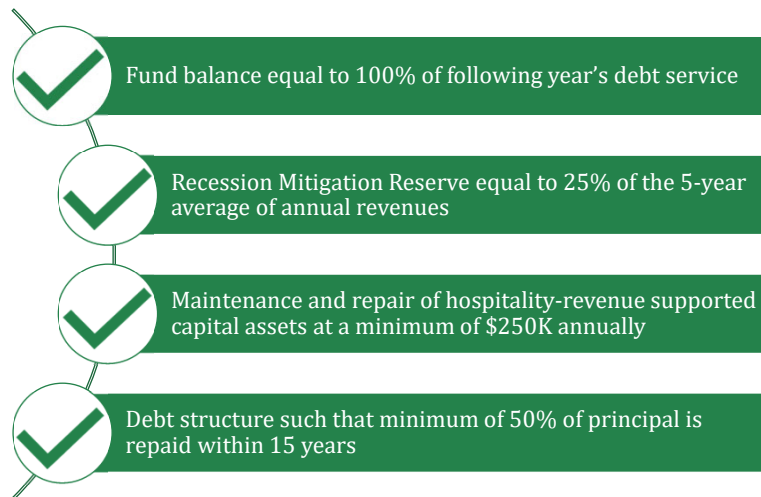 Fund balance equal to 100% of following year’s debt service
Recession Mitigation Reserve equal to 25% of the 5-year
average of annual revenues
Maintenance and repair of hospitality-revenue supported
capital assets at a minimum of $250K annually
Debt structure such that minimum of 50% of principal is
repaid within 15 years